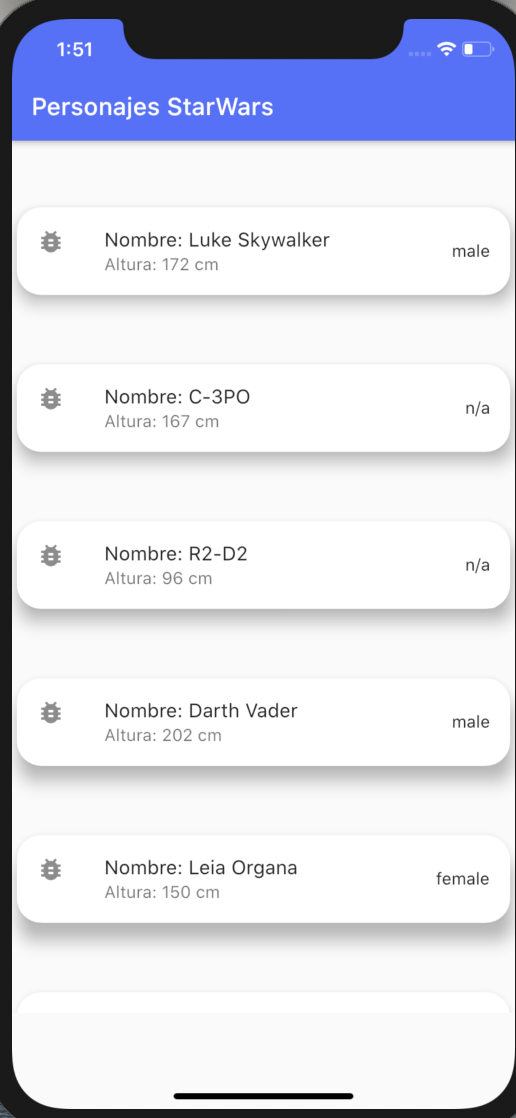 1:51
Personajes StarWars
Nombre: Luke Skywalker
Altura: 172 cm
male
Nombre: C-3PO
Altura: 167 cm
n/a
Nombre: R2-D2
Altura: 96 cm
n/a
Nombre: Darth Vader
Altura: 202 cm
male
Nombre: Leia Organa
Altura: 150 cm
female